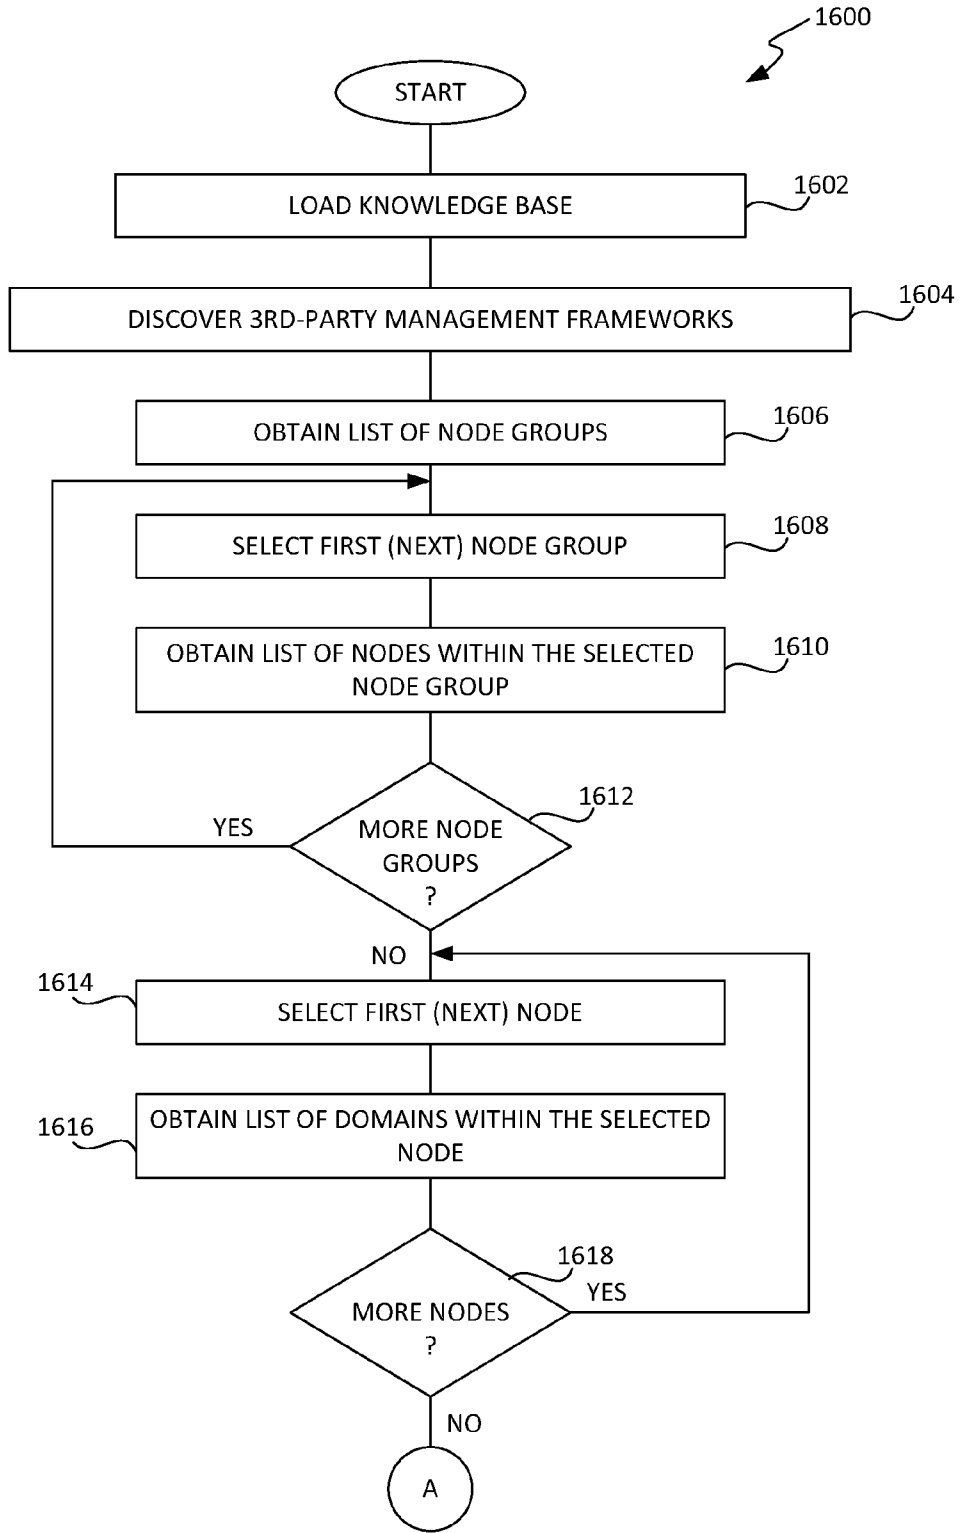 1600
START
1602
LOAD KNOWLEDGE BASE
1604
DISCOVER 3RD-PARTY MANAGEMENT FRAMEWORKS
1606
OBTAIN LIST OF NODE GROUPS
1608
SELECT FIRST (NEXT) NODE GROUP
1610
OBTAIN LIST OF NODES WITHIN THE SELECTED
NODE GROUP
1612
YES
MORE NODE
GROUPS
?
NO
1614
SELECT FIRST (NEXT) NODE
1616
OBTAIN LIST OF DOMAINS WITHIN THE SELECTED
NODE
1618
YES
MORE NODES
?
NO
A